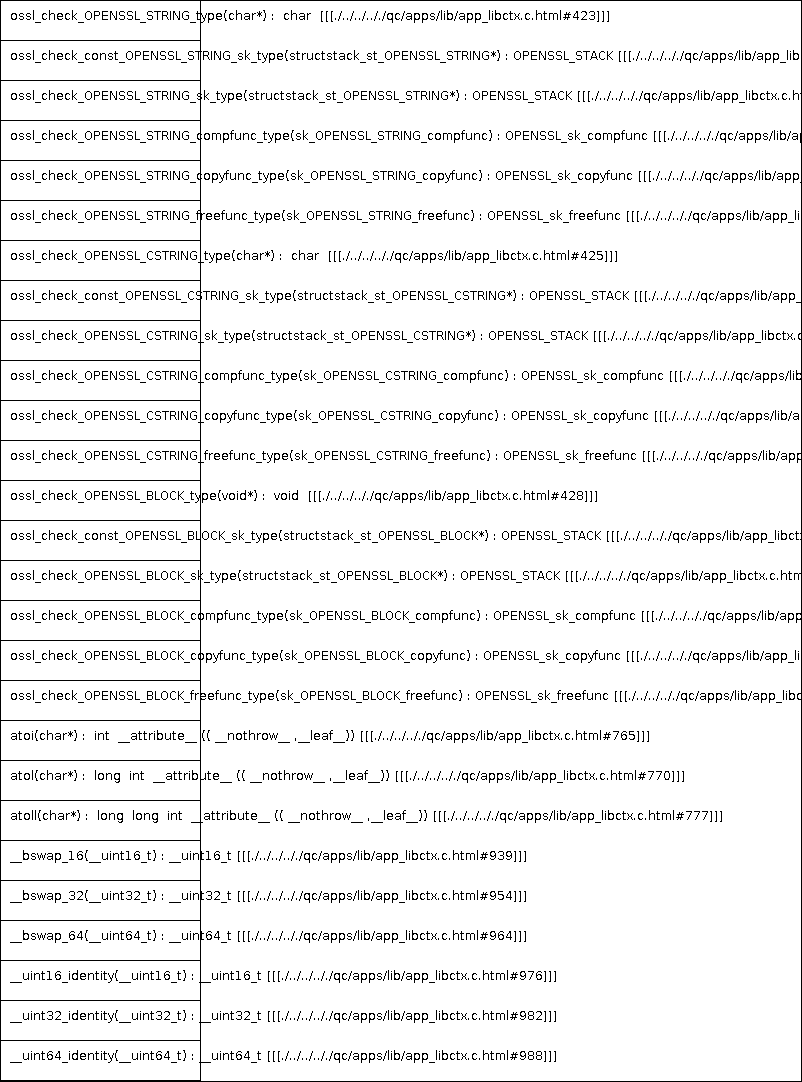 ossl_check_OPENSSL_STRING_type(char*) : char [[[./../../././qc/apps/lib/app_libctx.c.html#423]]]
ossl_check_const_OPENSSL_STRING_sk_type(structstack_st_OPENSSL_STRING*) : OPENSSL_STACK [[[./../../././qc/apps/lib/app_lib
ossl_check_OPENSSL_STRING_sk_type(structstack_st_OPENSSL_STRING*) : OPENSSL_STACK [[[./../../././qc/apps/lib/app_libctx.c.h
ossl_check_OPENSSL_STRING_compfunc_type(sk_OPENSSL_STRING_compfunc) : OPENSSL_sk_compfunc [[[./../../././qc/apps/lib/a
ossl_check_OPENSSL_STRING_copyfunc_type(sk_OPENSSL_STRING_copyfunc) : OPENSSL_sk_copyfunc [[[./../../././qc/apps/lib/app
ossl_check_OPENSSL_STRING_freefunc_type(sk_OPENSSL_STRING_freefunc) : OPENSSL_sk_freefunc [[[./../../././qc/apps/lib/app_li
ossl_check_OPENSSL_CSTRING_type(char*) : char [[[./../../././qc/apps/lib/app_libctx.c.html#425]]]
ossl_check_const_OPENSSL_CSTRING_sk_type(structstack_st_OPENSSL_CSTRING*) : OPENSSL_STACK [[[./../../././qc/apps/lib/app_
ossl_check_OPENSSL_CSTRING_sk_type(structstack_st_OPENSSL_CSTRING*) : OPENSSL_STACK [[[./../../././qc/apps/lib/app_libctx.c
ossl_check_OPENSSL_CSTRING_compfunc_type(sk_OPENSSL_CSTRING_compfunc) : OPENSSL_sk_compfunc [[[./../../././qc/apps/lib
ossl_check_OPENSSL_CSTRING_copyfunc_type(sk_OPENSSL_CSTRING_copyfunc) : OPENSSL_sk_copyfunc [[[./../../././qc/apps/lib/a
ossl_check_OPENSSL_CSTRING_freefunc_type(sk_OPENSSL_CSTRING_freefunc) : OPENSSL_sk_freefunc [[[./../../././qc/apps/lib/app
ossl_check_OPENSSL_BLOCK_type(void*) : void [[[./../../././qc/apps/lib/app_libctx.c.html#428]]]
ossl_check_const_OPENSSL_BLOCK_sk_type(structstack_st_OPENSSL_BLOCK*) : OPENSSL_STACK [[[./../../././qc/apps/lib/app_libct
ossl_check_OPENSSL_BLOCK_sk_type(structstack_st_OPENSSL_BLOCK*) : OPENSSL_STACK [[[./../../././qc/apps/lib/app_libctx.c.htm
ossl_check_OPENSSL_BLOCK_compfunc_type(sk_OPENSSL_BLOCK_compfunc) : OPENSSL_sk_compfunc [[[./../../././qc/apps/lib/app
ossl_check_OPENSSL_BLOCK_copyfunc_type(sk_OPENSSL_BLOCK_copyfunc) : OPENSSL_sk_copyfunc [[[./../../././qc/apps/lib/app_li
ossl_check_OPENSSL_BLOCK_freefunc_type(sk_OPENSSL_BLOCK_freefunc) : OPENSSL_sk_freefunc [[[./../../././qc/apps/lib/app_libc
atoi(char*) : int __attribute__ (( __nothrow__ ,__leaf__)) [[[./../../././qc/apps/lib/app_libctx.c.html#765]]]
atol(char*) : long int __attribute__ (( __nothrow__ ,__leaf__)) [[[./../../././qc/apps/lib/app_libctx.c.html#770]]]
atoll(char*) : long long int __attribute__ (( __nothrow__ ,__leaf__)) [[[./../../././qc/apps/lib/app_libctx.c.html#777]]]
__bswap_16(__uint16_t) : __uint16_t [[[./../../././qc/apps/lib/app_libctx.c.html#939]]]
__bswap_32(__uint32_t) : __uint32_t [[[./../../././qc/apps/lib/app_libctx.c.html#954]]]
__bswap_64(__uint64_t) : __uint64_t [[[./../../././qc/apps/lib/app_libctx.c.html#964]]]
__uint16_identity(__uint16_t) : __uint16_t [[[./../../././qc/apps/lib/app_libctx.c.html#976]]]
__uint32_identity(__uint32_t) : __uint32_t [[[./../../././qc/apps/lib/app_libctx.c.html#982]]]
__uint64_identity(__uint64_t) : __uint64_t [[[./../../././qc/apps/lib/app_libctx.c.html#988]]]